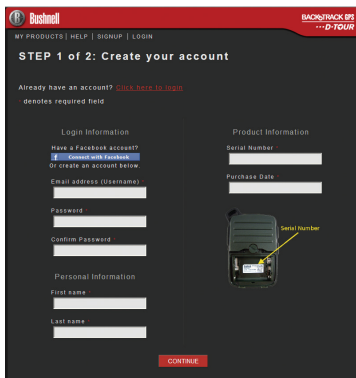 Bushnell
BACKTRACK GPS
D-TOUR
MY PRODUCTS | HELP | SIGNUP | LOGIN
STEP 1 of 2: Create your account
Already have an account? Click here to login
* denotes required field
Login Information
Have a Facebook account?
f Connect with Facebook
Or create an account below.
Email address (Username) *
Password *
Confirm Password *
Personal Information
First name *
Last name *
Product Information
Serial Number *
Purchase Date *
Serial Number
CONTINUE